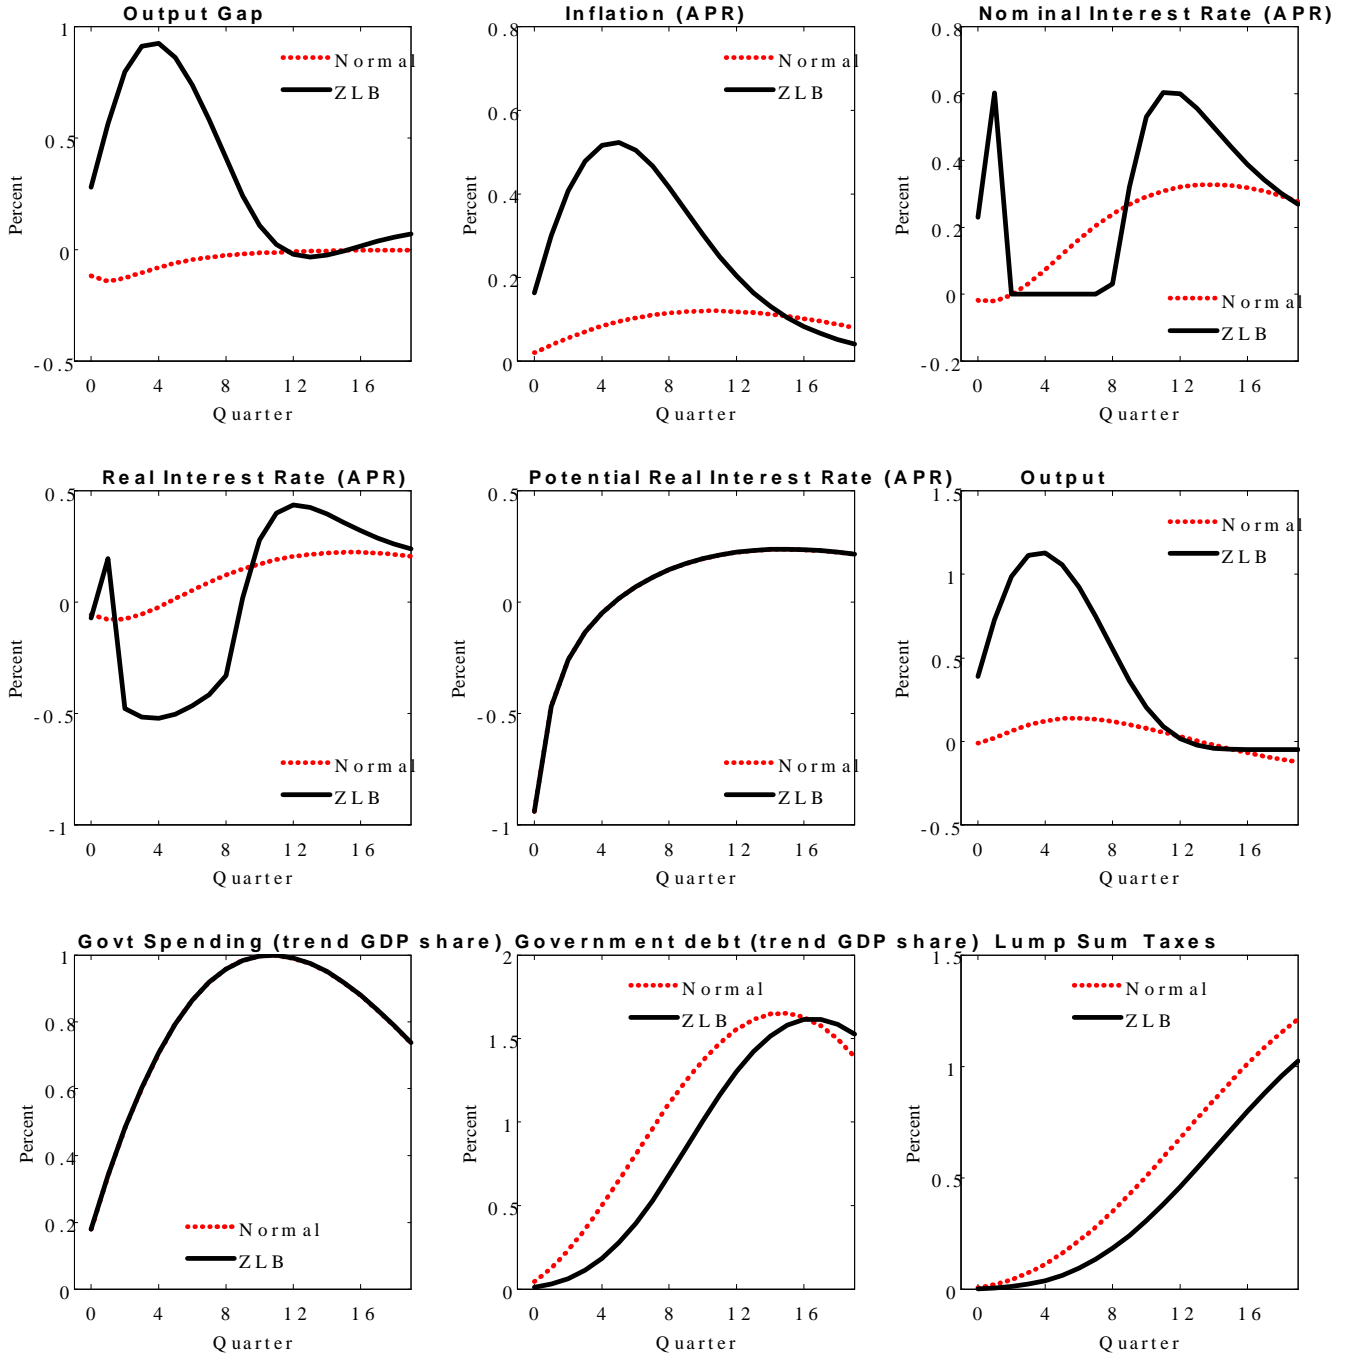 Output Gap
1
0.5
0
-0.5
Percent
Normal
ZLB
0 4 8 12 16
Quarter
Inflation (APR)
0.8
0.6
0.4
0.2
0
Percent
Normal
ZLB
0 4 8 12 16
Quarter
Nominal Interest Rate (APR)
0.8
0.6
0.4
0.2
0
-0.2
Percent
Normal
ZLB
0 4 8 12 16
Quarter
Real Interest Rate (APR)
0.5
0
-0.5
-1
Percent
Normal
ZLB
0 4 8 12 16
Quarter
Potential Real Interest Rate (APR)
0.5
0
-0.5
-1
Percent
Normal
ZLB
0 4 8 12 16
Quarter
Output
1.5
1
0.5
0
-0.5
Percent
Normal
ZLB
0 4 8 12 16
Quarter
Govt Spending (trend GDP share)
1
0.8
0.6
0.4
0.2
0
Percent
Normal
ZLB
0 4 8 12 16
Quarter
Government debt (trend GDP share)
2
1.5
1
0.5
0
Percent
Normal
ZLB
0 4 8 12 16
Quarter
Lump Sum Taxes
1.5
1
0.5
0
Percent
Normal
ZLB
0 4 8 12 16
Quarter